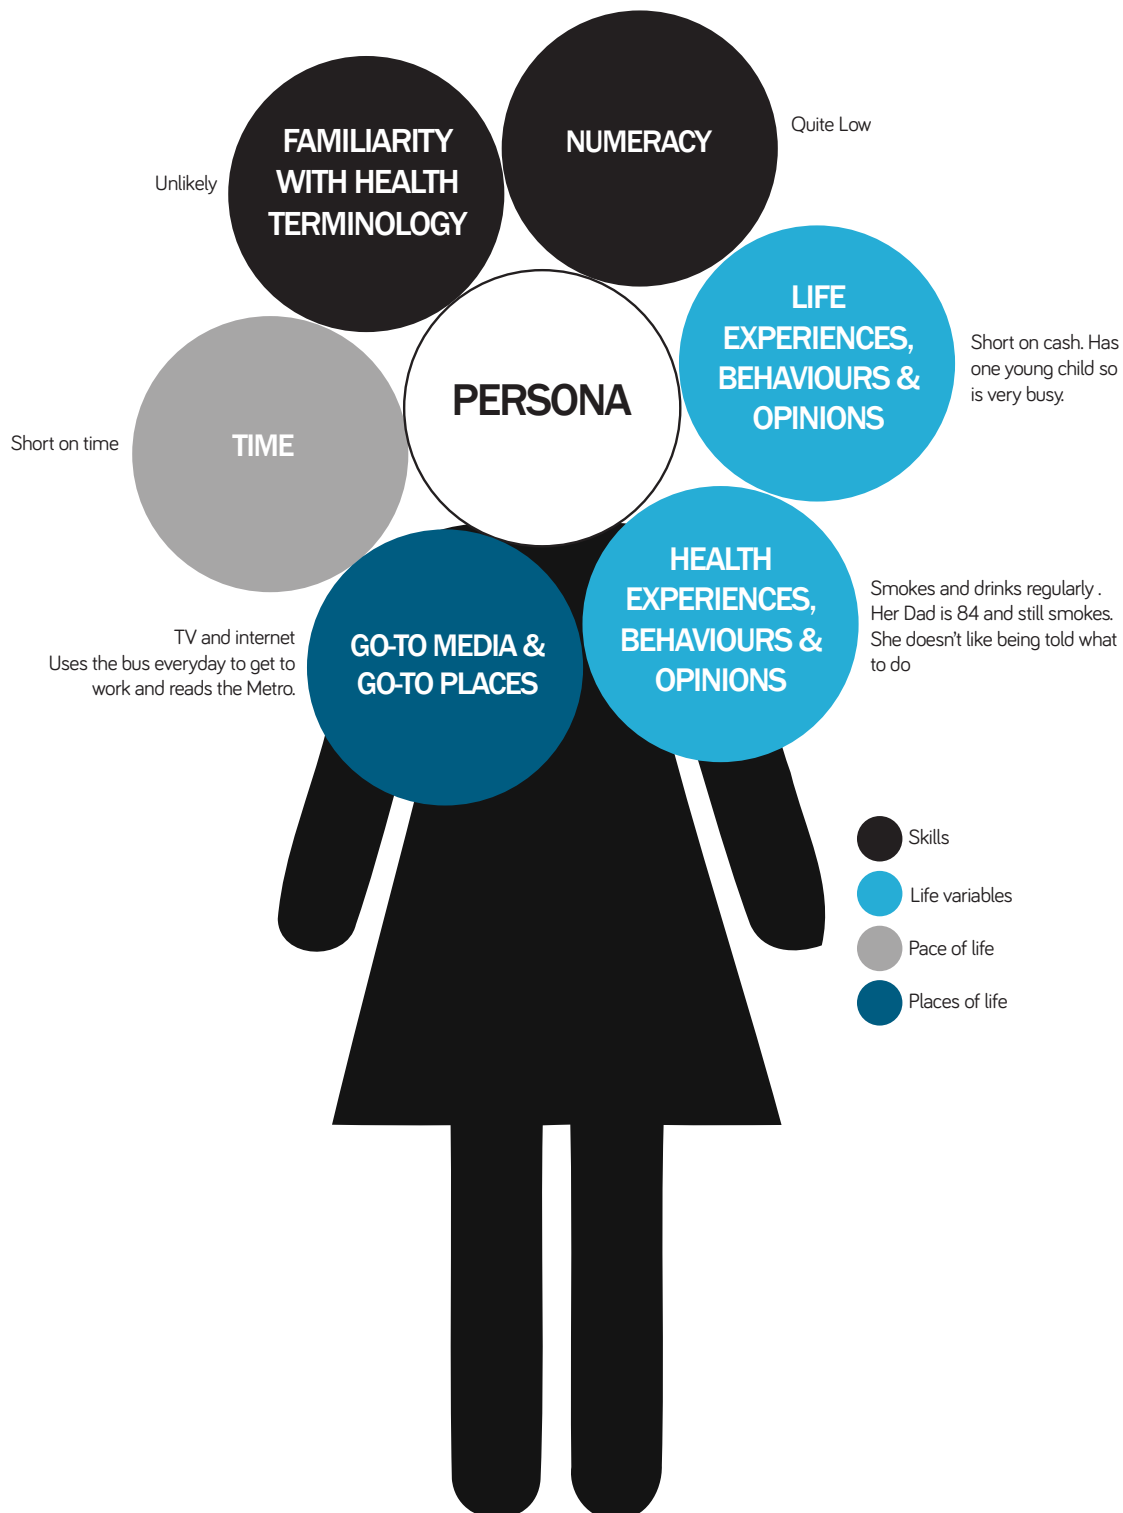 FAMILIARITY
WITH HEALTH
TERMINOLOGY
Unlikely
NUMERACY
Quite Low
LIFE
EXPERIENCES,
BEHAVIOURS &
OPINIONS
Short on cash. Has
one young child so
is very busy.
PERSONA
TIME
Short on time
HEALTH
EXPERIENCES,
BEHAVIOURS &
OPINIONS
Smokes and drinks regularly .
Her Dad is 84 and still smokes.
She doesn't like being told what
to do
GO-TO MEDIA &
GO-TO PLACES
TV and internet
Uses the bus everyday to get to
work and reads the Metro.
Skills
Life variables
Pace of life
Places of life